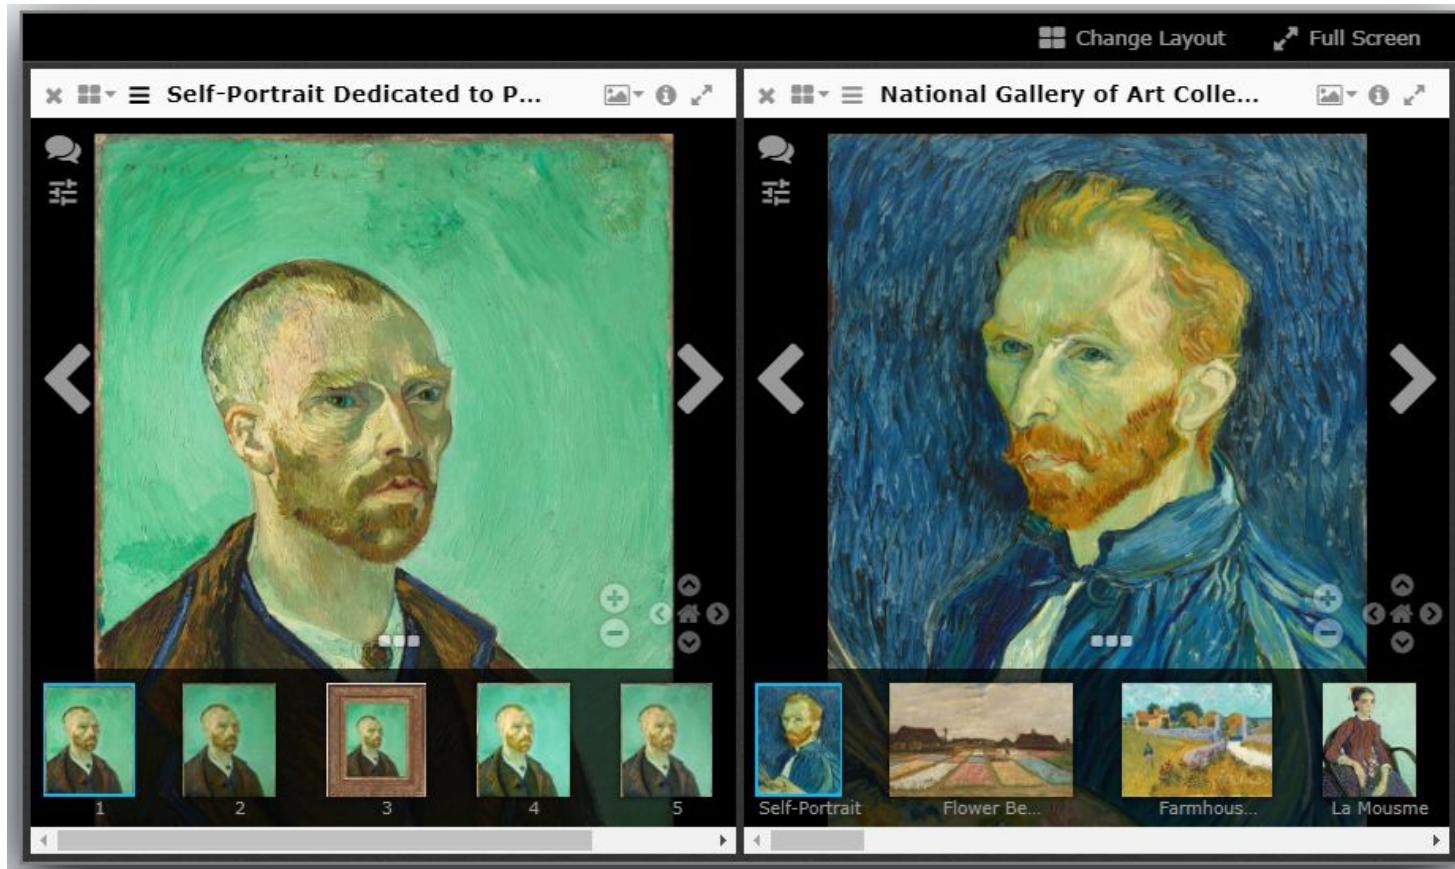 Change Layout Full Screen
Self-Portrait Dedicated to P...
National Gallery of Art Colle...
1 2 3 4 5
Self-Portrait Flower Be... Farmhous... La Mousme